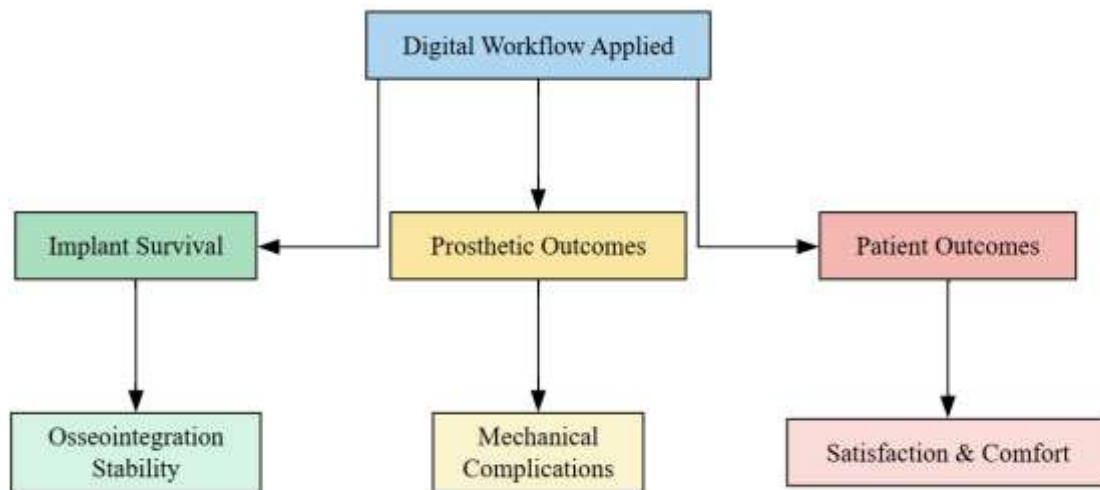 Digital Workflow Applied
Implant Survival
Prosthetic Outcomes
Patient Outcomes
Osseointegration
Stability
Mechanical
Complications
Satisfaction & Comfort